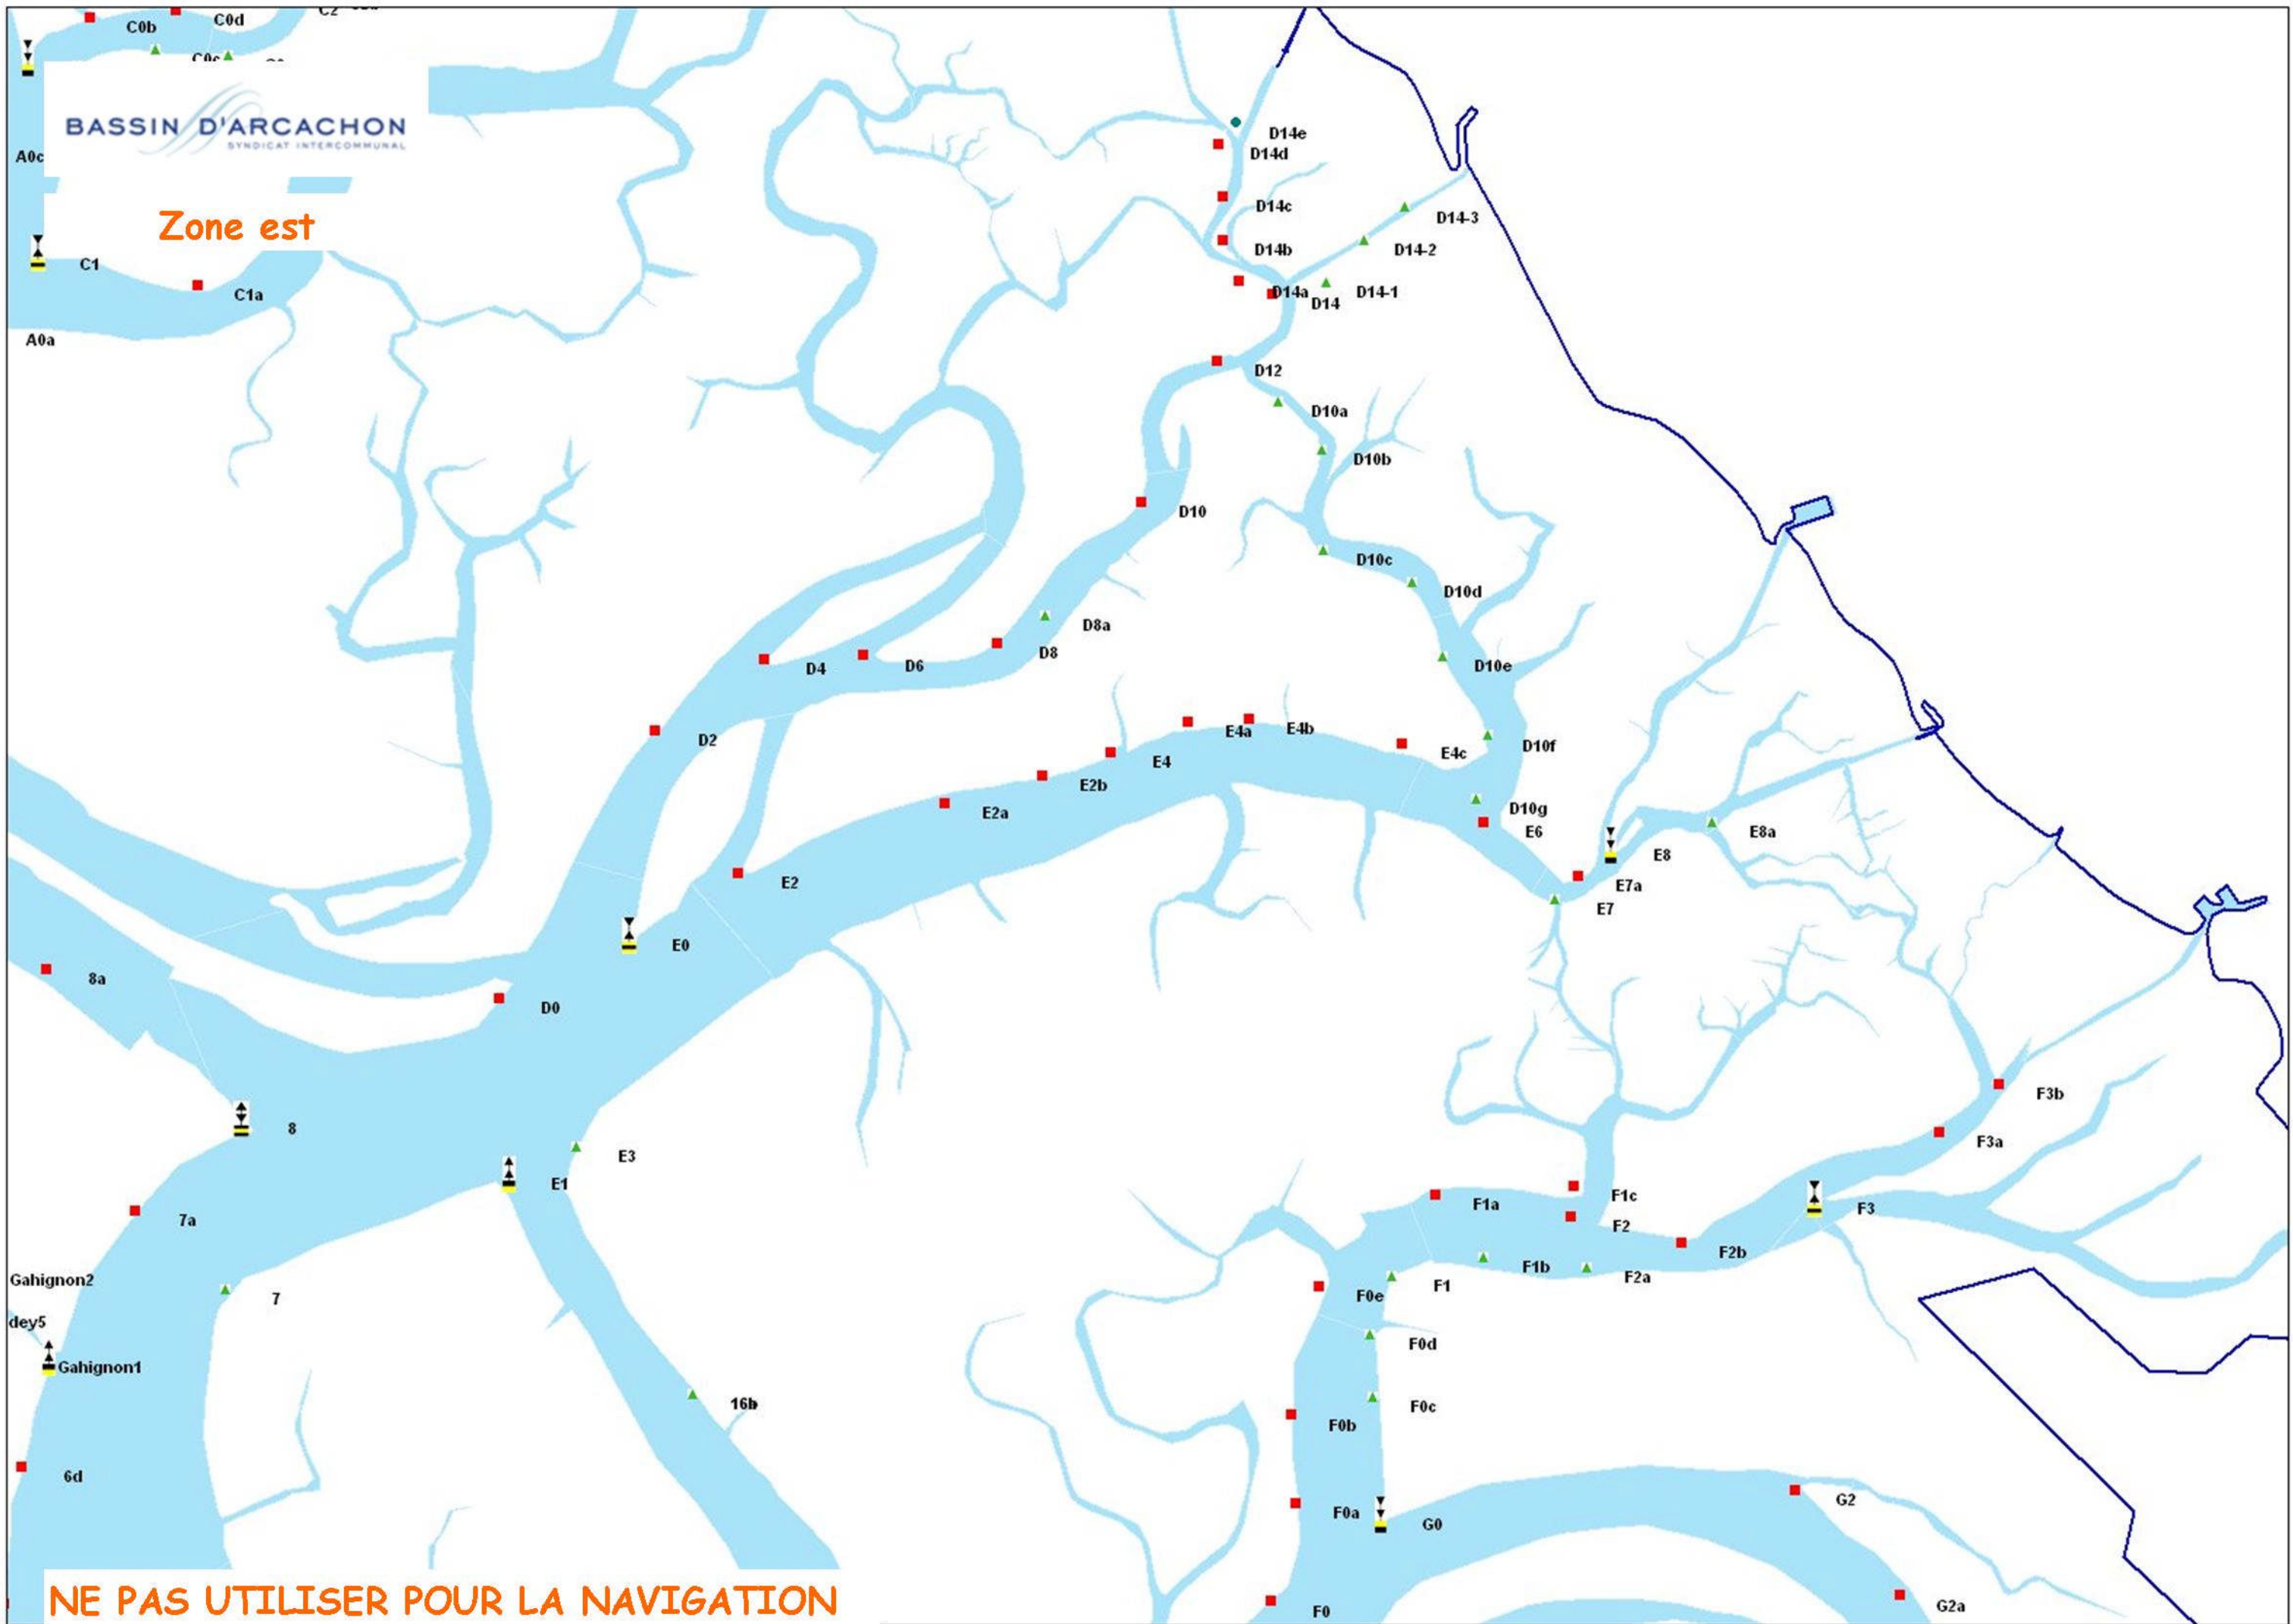 C0b
C0d
C2
C0c
BASSIN D'ARCACHON
SYNDICAT INTERCOMMUNAL
A0c
Zone est
C1
C1a
A0a
D14e
D14d
D14c
D14-3
D14b
D14-2
D14a
D14
D14-1
D12
D10a
D10b
D10
D10c
D10d
D8a
D8
D4
D6
D10e
D2
E4a
E4b
D10f
E4c
E4
E2b
D10g
E2a
E6
E8a
E8
E2
E7a
E7
E0
8a
D0
F3b
8
F3a
E3
E1
F1a
F1c
F3
7a
F2
F2b
F1b
F2a
Gahignon2
F1
7
F0e
dey5
F0d
Gahignon1
16b
F0c
F0b
6d
G2
F0a
G0
NE PAS UTILISER POUR LA NAVIGATION
F0
G2a